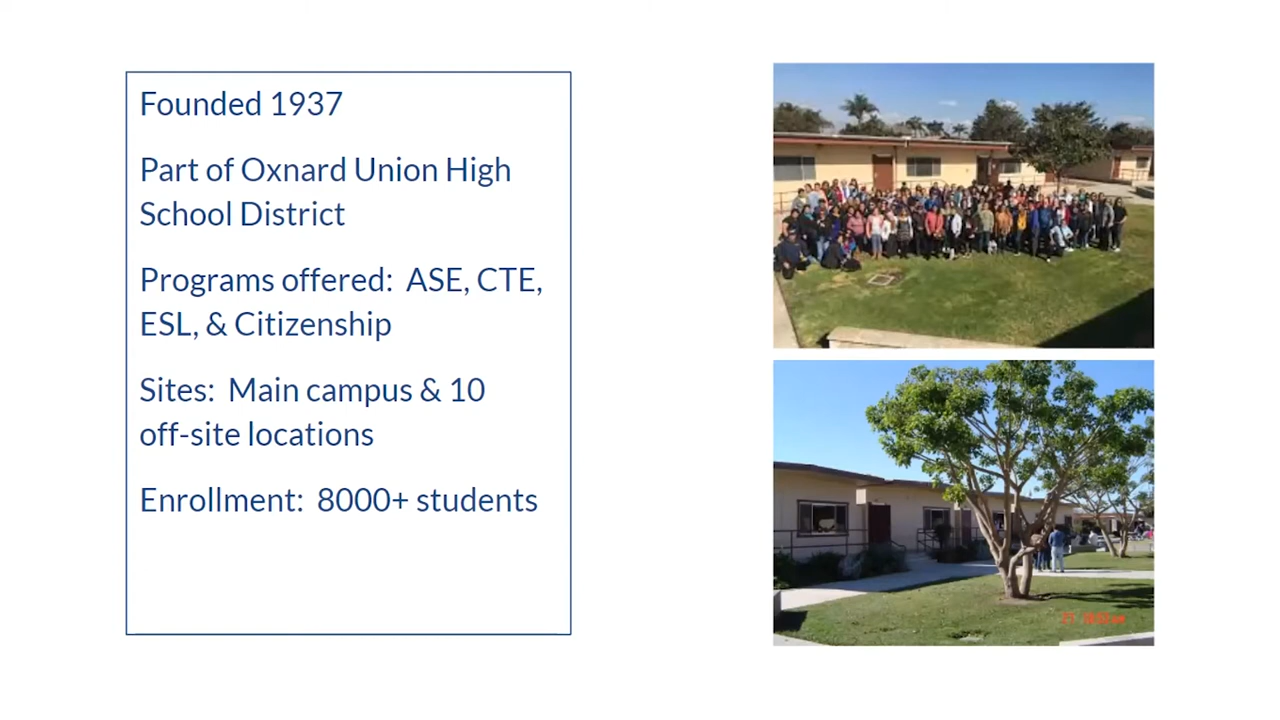 Founded 1937
Part of Oxnard Union High
School District
Programs offered:  ASE, CTE,
ESL, & Citizenship
Sites:  Main campus & 10
off-site locations
Enrollment:  8000+ students